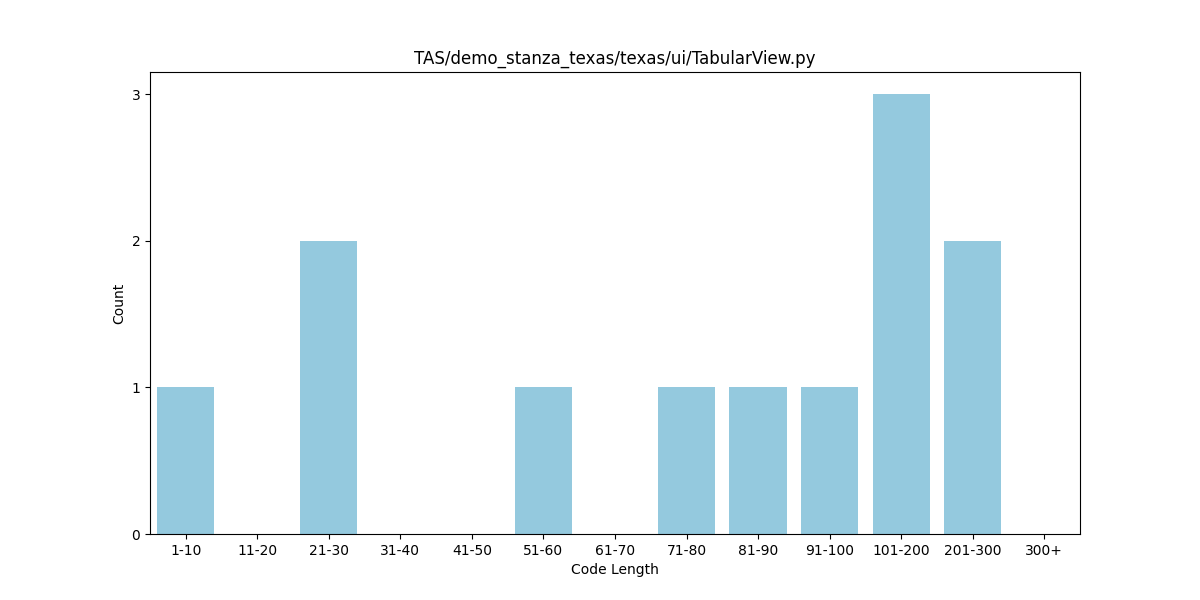 TAS/demo_stanza_texas/texas/ui/TabularView.py
3
2
1
0
Count
1-10 11-20 21-30 31-40 41-50 51-60 61-70 71-80 81-90 91-100 101-200 201-300 300+
Code Length